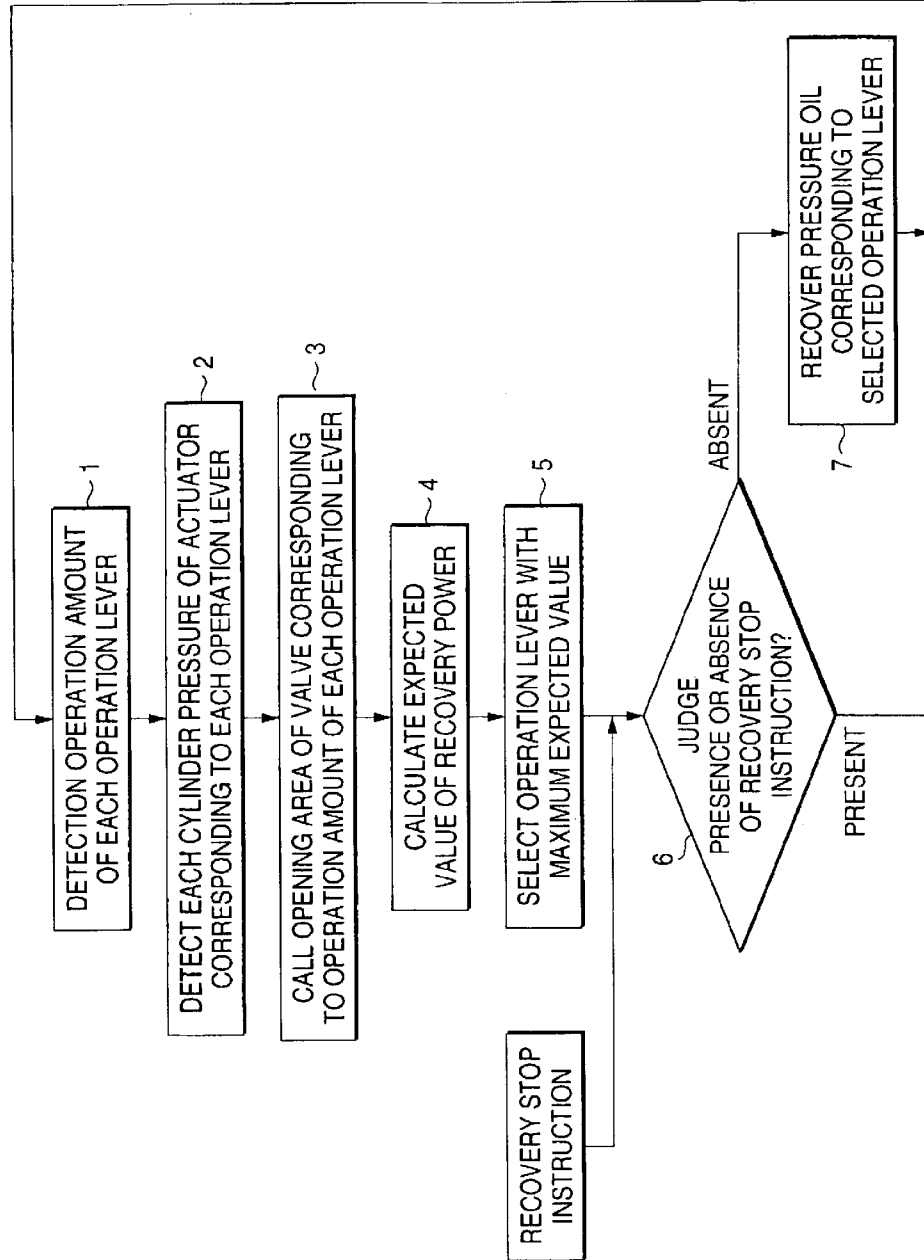 DETECTION OPERATION AMOUNT
OF EACH OPERATION LEVER
1
DETECT EACH CYLINDER PRESSURE OF ACTUATOR
CORRESPONDING TO EACH OPERATION LEVER
2
CALL OPENING AREA OF VALVE CORRESPONDING
TO OPERATION AMOUNT OF EACH OPERATION LEVER
3
CALCULATE EXPECTED
VALUE OF RECOVERY POWER
4
SELECT OPERATION LEVER WITH
MAXIMUM EXPECTED VALUE
5
RECOVERY STOP
INSTRUCTION
6
JUDGE
PRESENCE OR ABSENCE
OF RECOVERY STOP
INSTRUCTION?
ABSENT
PRESENT
RECOVER PRESSURE OIL
CORRESPONDING TO
SELECTED OPERATION LEVER
7